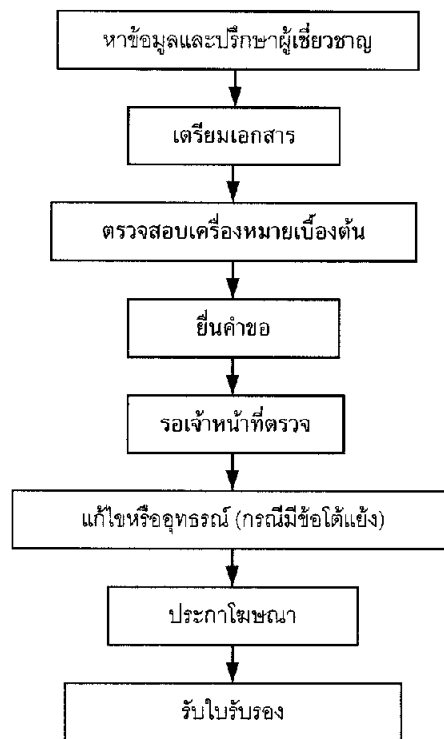 หาข้อมูลและปรึกษาผู้เชี่ยวชาญ
เตรียมเอกสาร
ตรวจสอบเครื่องหมายเบื้องต้น
ยื่นคำขอ
รอเจ้าหน้าที่ตรวจ
แก้ไขหรืออุทธรณ์ (กรณีมีข้อโต้แย้ง)
ประกาโฆษณา
รับใบรับรอง